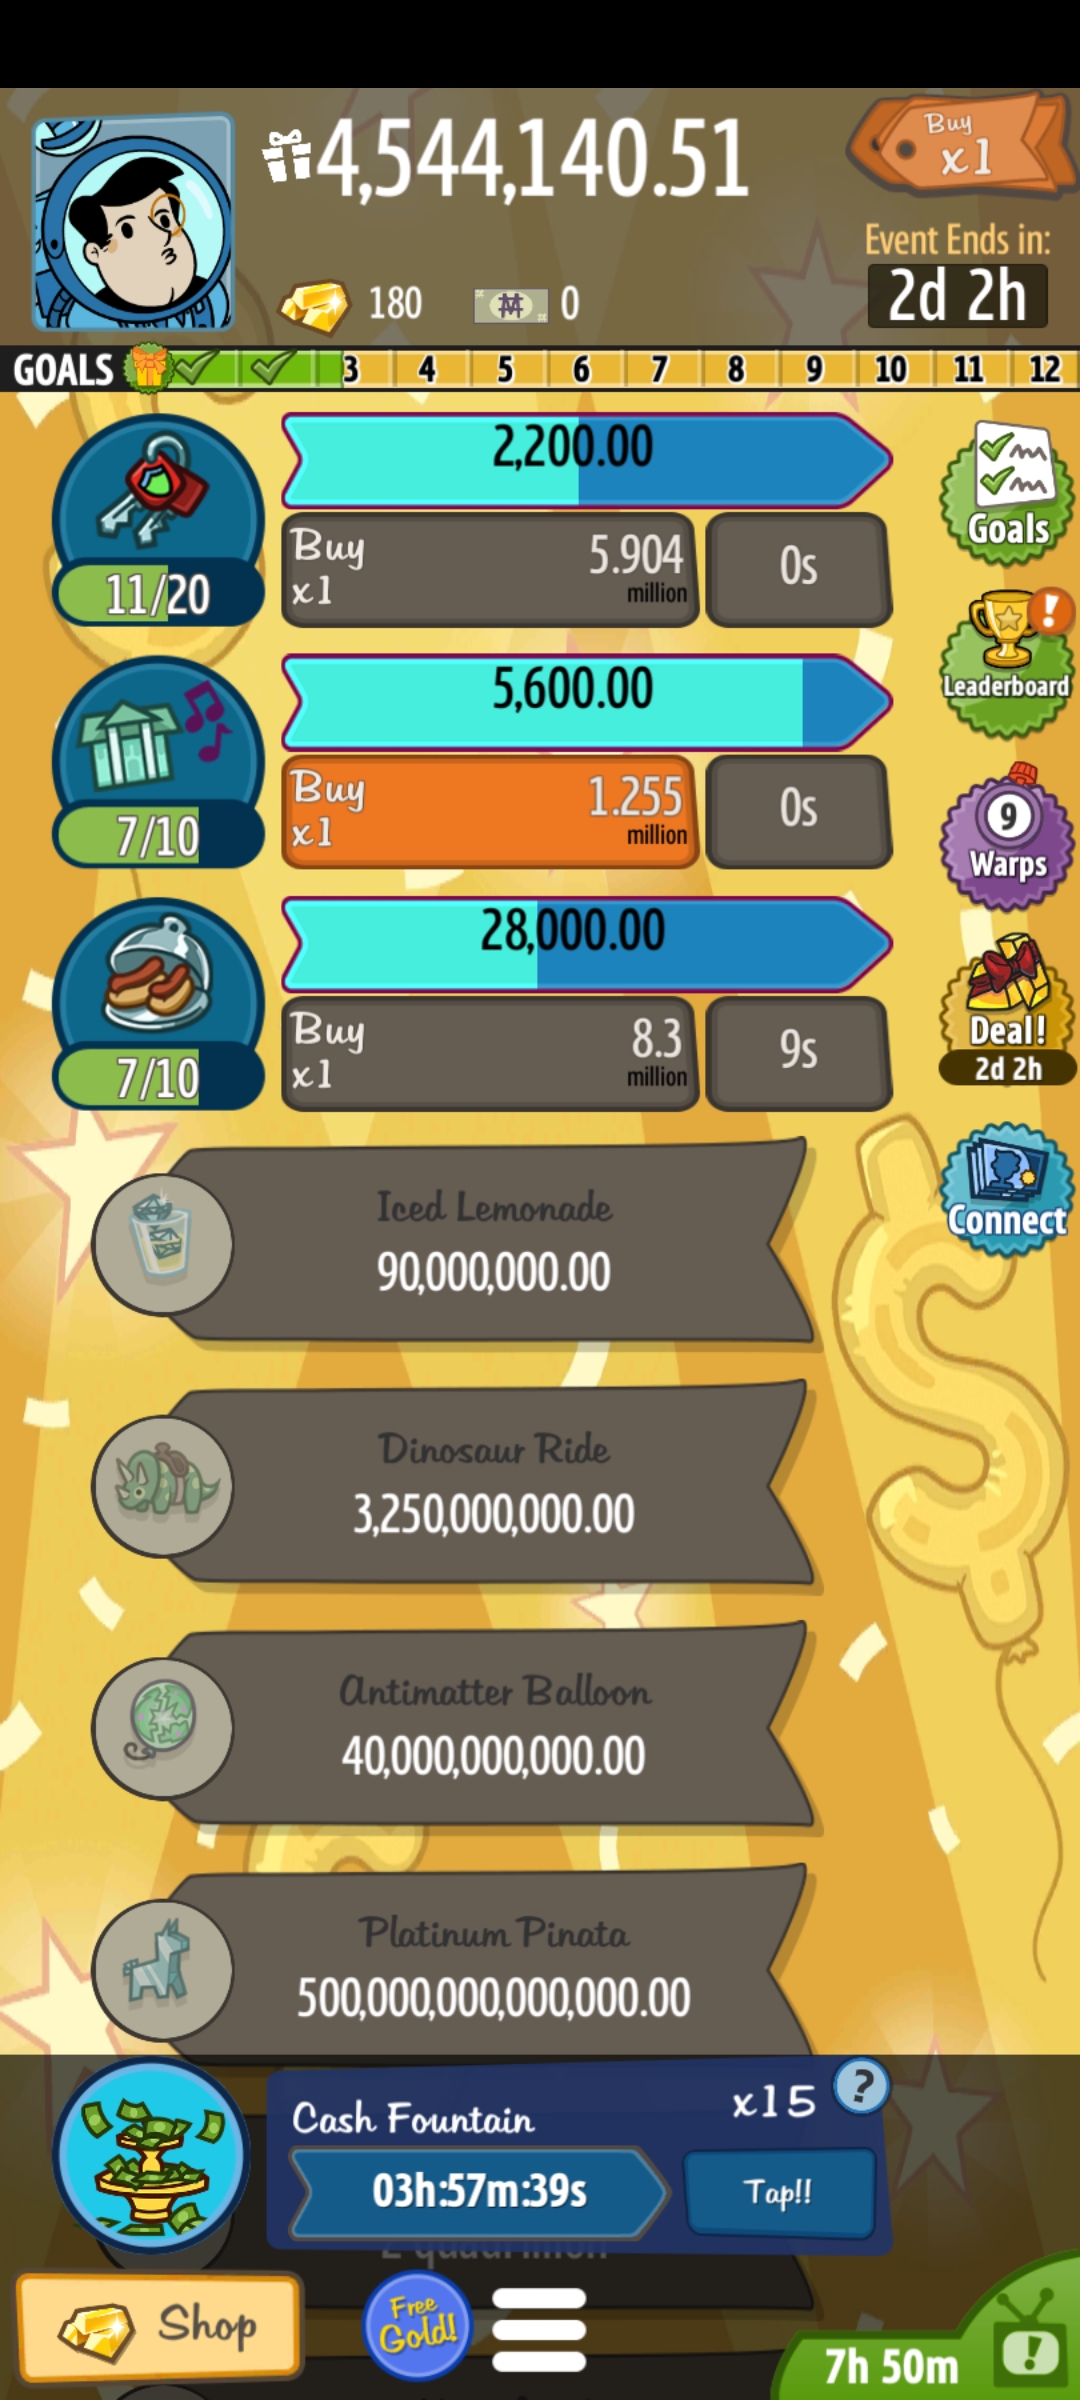 4,544,140.51
Buy
x1
180
0
Event Ends in:
2d 2h
GOALS
3
4
5
6
7
8
9
10
11
12
2,200.00
11/20
Buy
x1
5.904
million
0s
Goals
5,600.00
7/10
Buy
x1
1.255
million
0s
!
Leaderboard
9
Warps
28,000.00
7/10
Buy
x1
8.3
million
9s
Deal!
2d 2h
Connect
Iced Lemonade
90,000,000.00
Dinosaur Ride
3,250,000,000.00
Antimatter Balloon
40,000,000,000.00
Platinum Pinata
500,000,000,000,000.00
Cash Fountain
x15
?
03h:57m:39s
Tap!!
Shop
Free
Gold!
7h 50m
!